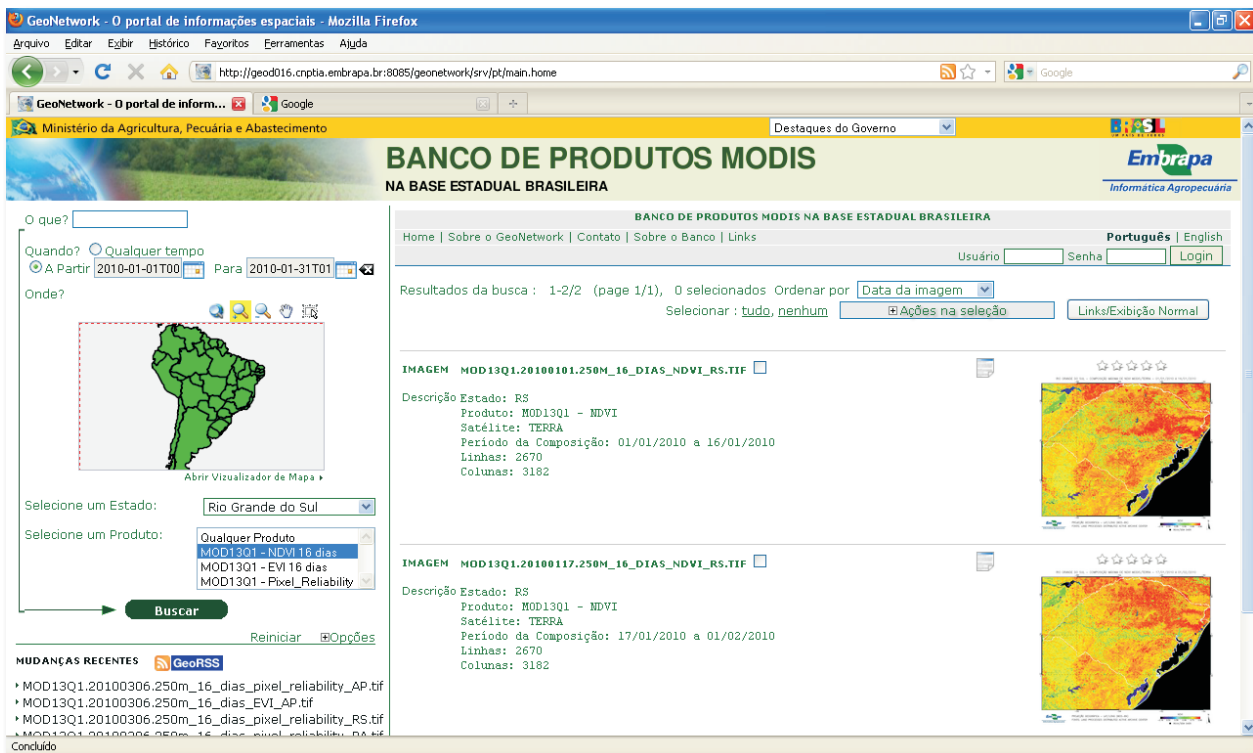 GeoNetwork - O portal de informações espaciais - Mozilla Firefox
Arquivo Editar Exibir Histórico Favoritos Ferramentas Ajuda
http://geod016.cnptia.embrapa.br:8085/geonetwork/srv/pt/main.home
Google
GeoNetwork - O portal de inform...
Google
Ministério da Agricultura, Pecuária e Abastecimento
Destaques do Governo
BRASIL
BANCO DE PRODUTOS MODIS
NA BASE ESTADUAL BRASILEIRA
Embrapa
Informática Agropecuária
O que?
Quando? Qualquer tempo
A Partir 2010-01-01T00 Para 2010-01-31T01
Onde?
Abrir Vizualizador de Mapa
Selecione um Estado: Rio Grande do Sul
Selecione um Produto:
Qualquer Produto
MOD13Q1 - NDVI 16 dias
MOD13Q1 - EVI 16 dias
MOD13Q1 - Pixel_Reliability
Buscar
Reiniciar Opções
MUDANÇAS RECENTES GeoRSS
MOD13Q1.20100306.250m_16_dias_pixel_reliability_AP.tif
MOD13Q1.20100306.250m_16_dias_EVI_AP.tif
MOD13Q1.20100306.250m_16_dias_pixel_reliability_RS.tif
BANCO DE PRODUTOS MODIS NA BASE ESTADUAL BRASILEIRA
Home | Sobre o GeoNetwork | Contato | Sobre o Banco | Links
Português | English
Usuário Senha Login
Resultados da busca : 1-2/2 (page 1/1), 0 selecionados Ordenar por Data da imagem
Selecionar : tudo, nenhum Ações na seleção Links/Exibição Normal
IMAGEM MOD13Q1.20100101.250M_16_DIAS_NDVI_RS.TIF
Descrição Estado: RS
Produto: MOD13Q1 - NDVI
Satélite: TERRA
Período da Composição: 01/01/2010 a 16/01/2010
Linhas: 2670
Colunas: 3182
IMAGEM MOD13Q1.20100117.250M_16_DIAS_NDVI_RS.TIF
Descrição Estado: RS
Produto: MOD13Q1 - NDVI
Satélite: TERRA
Período da Composição: 17/01/2010 a 01/02/2010
Linhas: 2670
Colunas: 3182
Concluído